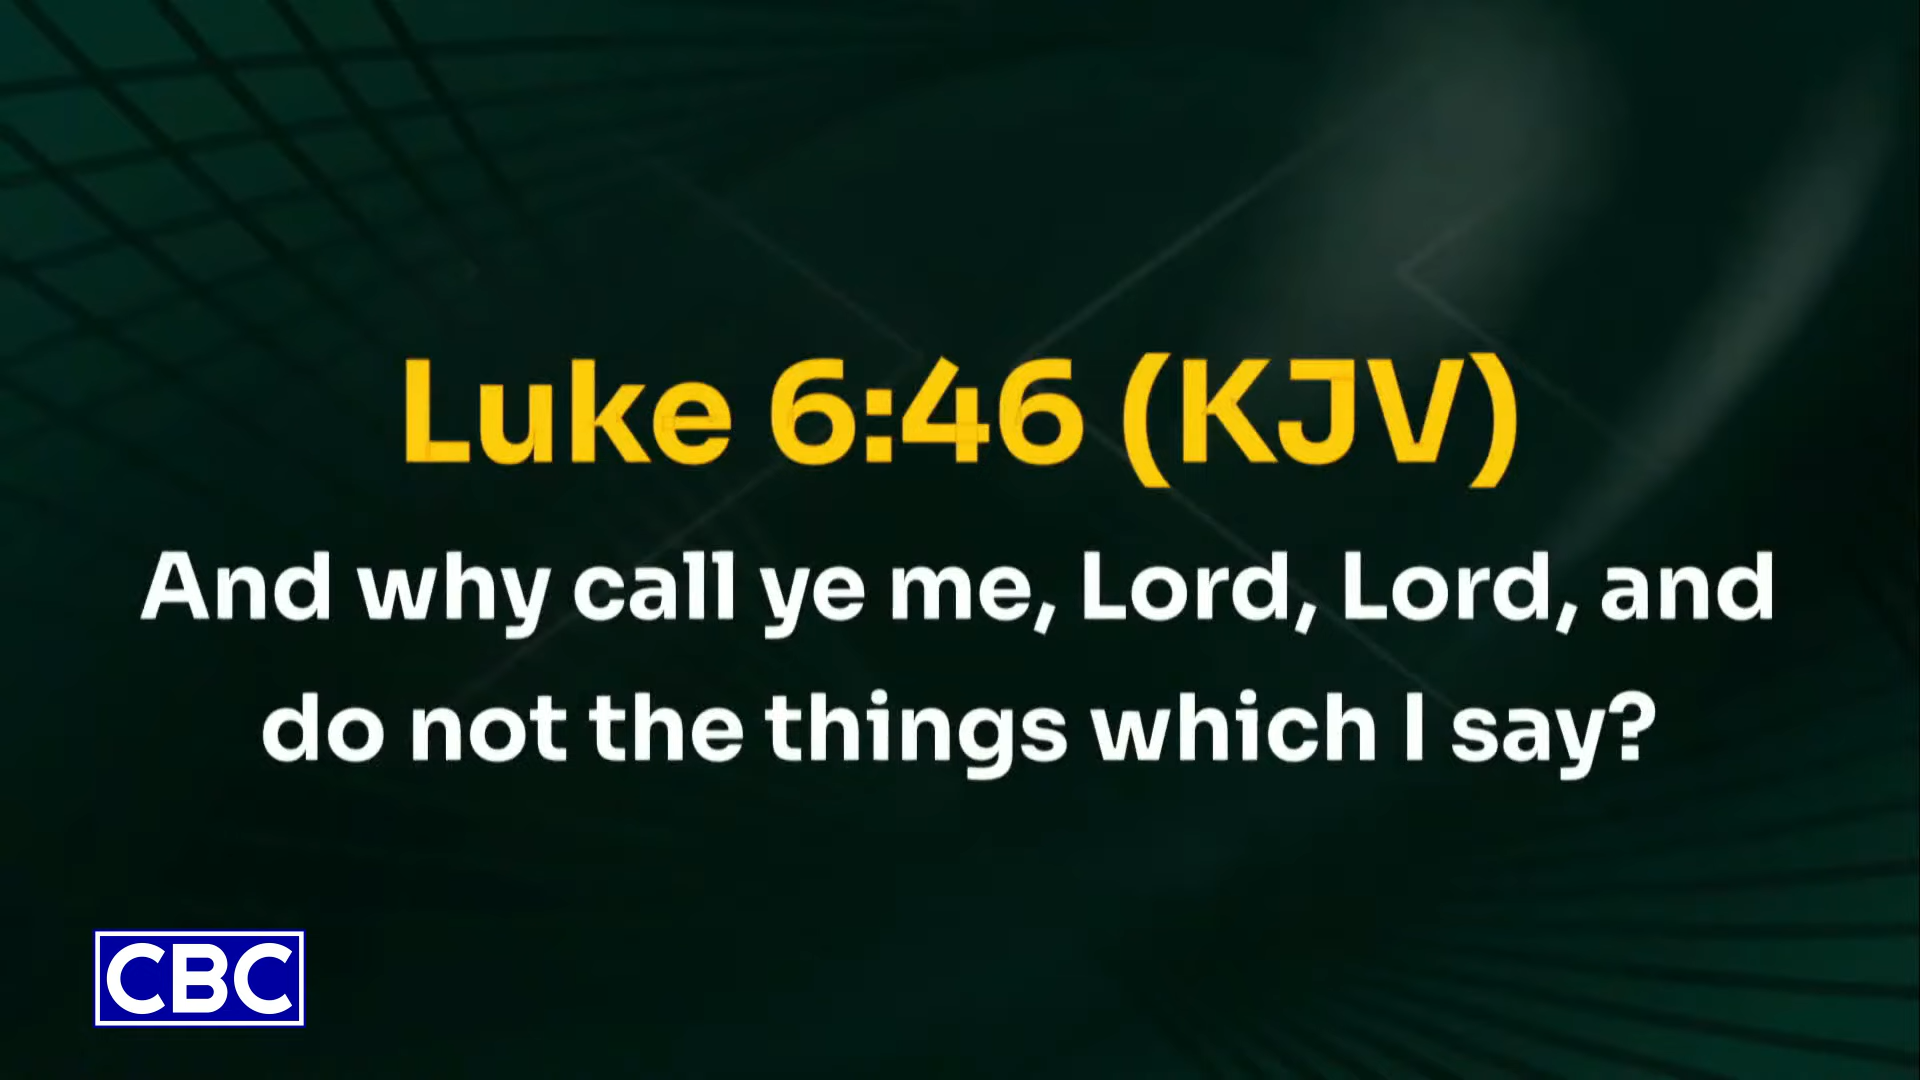 Luke 6:46 (KJV)
And why call ye me, Lord, Lord, and
do not the things which I say?
CBC